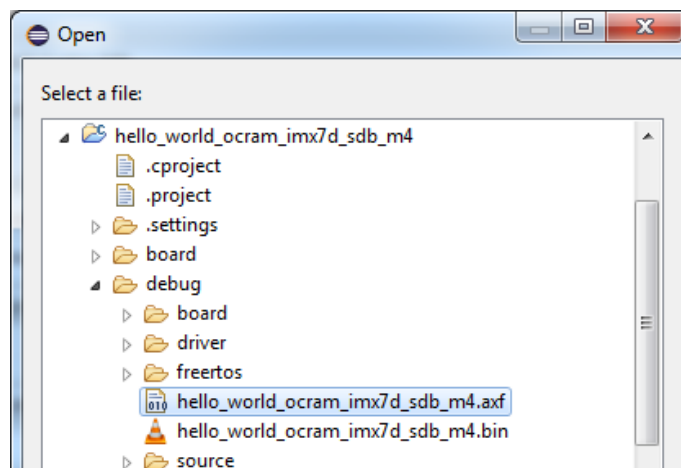 Open
Select a file:
hello_world_ocram_imx7d_sdb_m4
.cproject
.project
.settings
board
debug
board
driver
freertos
hello_world_ocram_imx7d_sdb_m4.axf
hello_world_ocram_imx7d_sdb_m4.bin
source